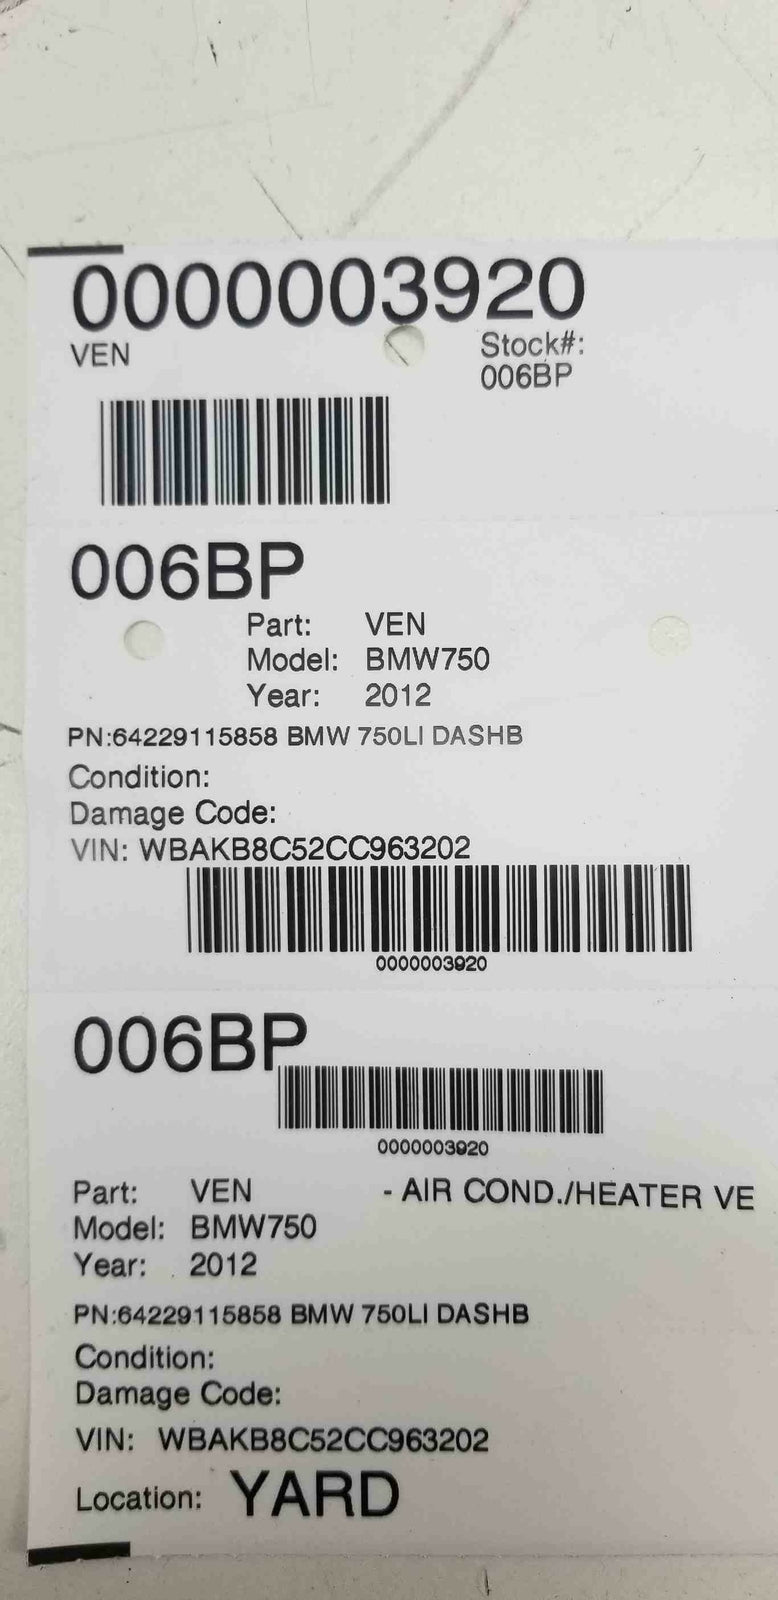 0000003920
VEN Stock#:
006BP
006BP
Part: VEN
Model: BMW750
Year: 2012
PN:64229115858 BMW 750LI DASHB
Condition:
Damage Code:
VIN: WBAKB8C52CC963202
0000003920
006BP
0000003920
Part: VEN - AIR COND./HEATER VE
Model: BMW750
Year: 2012
PN:64229115858 BMW 750LI DASHB
Condition:
Damage Code:
VIN: WBAKB8C52CC963202
Location: YARD